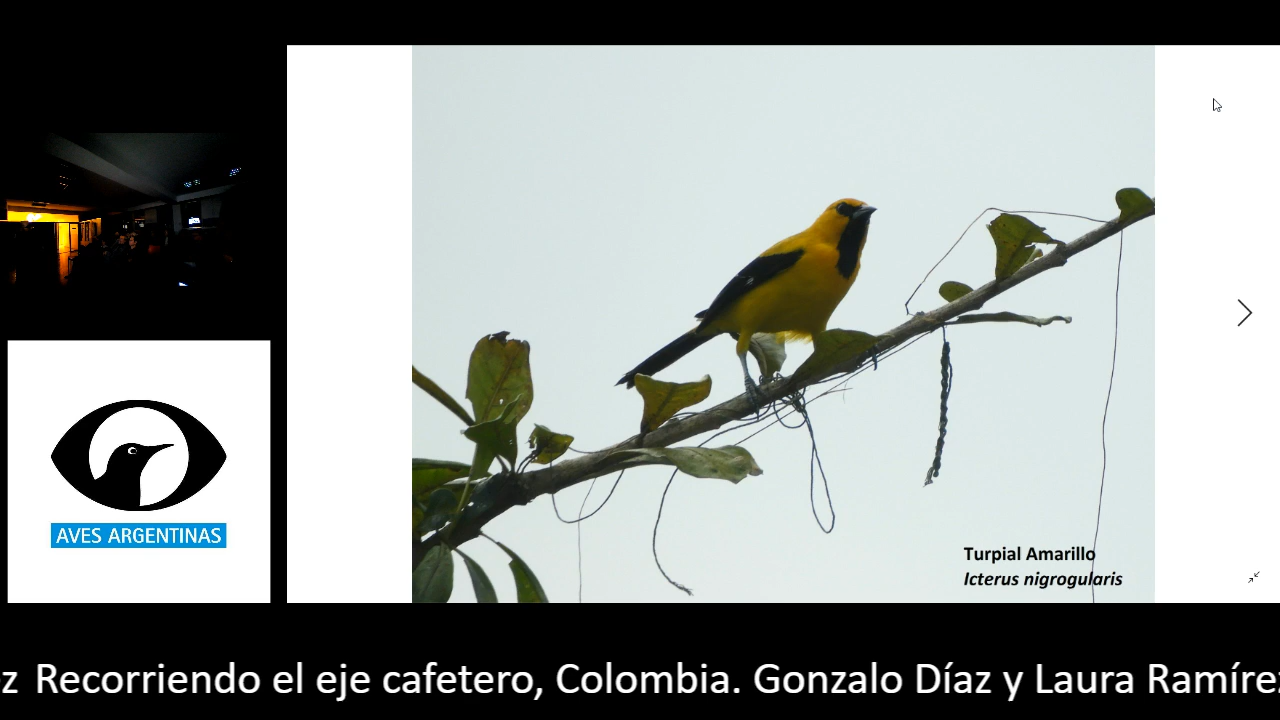 AVES ARGENTINAS
Turpial Amarillo
Icterus nigrogularis
z Recorriendo el eje cafetero, Colombia. Gonzalo Díaz y Laura Ramírez